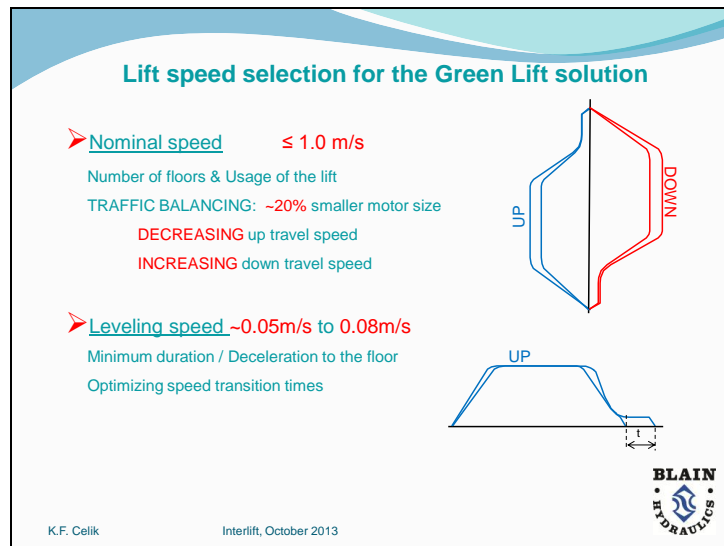 Lift speed selection for the Green Lift solution
➢Nominal speed ≤ 1.0 m/s
Number of floors & Usage of the lift
TRAFFIC BALANCING: ~20% smaller motor size
DECREASING up travel speed
INCREASING down travel speed
UP
DOWN
➢Leveling speed ~0.05m/s to 0.08m/s
Minimum duration / Deceleration to the floor
Optimizing speed transition times
UP
t
BLAIN
HYDRAULICS
K.F. Celik Interlift, October 2013